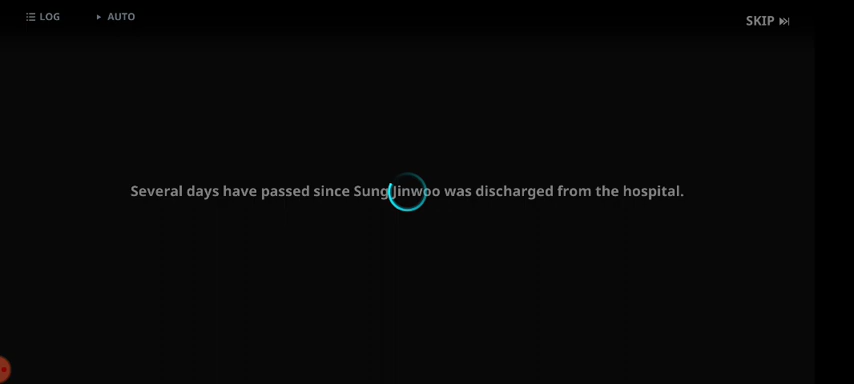 LOG
AUTO
SKIP
Several days have passed since Sung Jinwoo was discharged from the hospital.